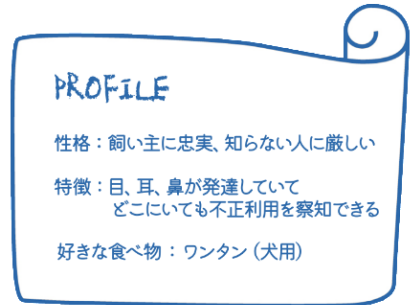 PROFiLE
性格：飼い主に忠実、知らない人に厳しい
特徴：目、耳、鼻が発達していて
どこにいても不正利用を察知できる
好きな食べ物：ワンタン（犬用）